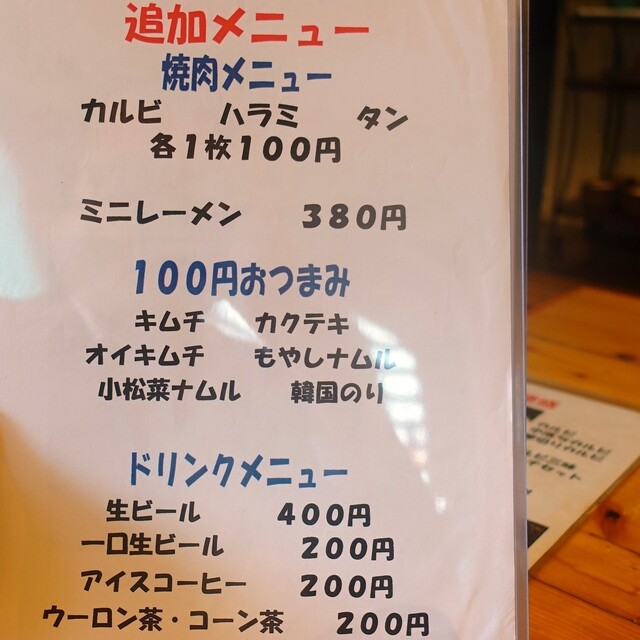 追加メニュー
焼肉メニュー
カルビ ハラミ タン
各1枚100円
ミニレーメン 380円
100円おつまみ
キムチ カクテキ
オイキムチ もやしナムル
小松菜ナムル 韓国のり
ドリンクメニュー
生ビール 400円
一口生ビール 200円
アイスコーヒー 200円
ウーロン茶・コーン茶 200円
カルビ